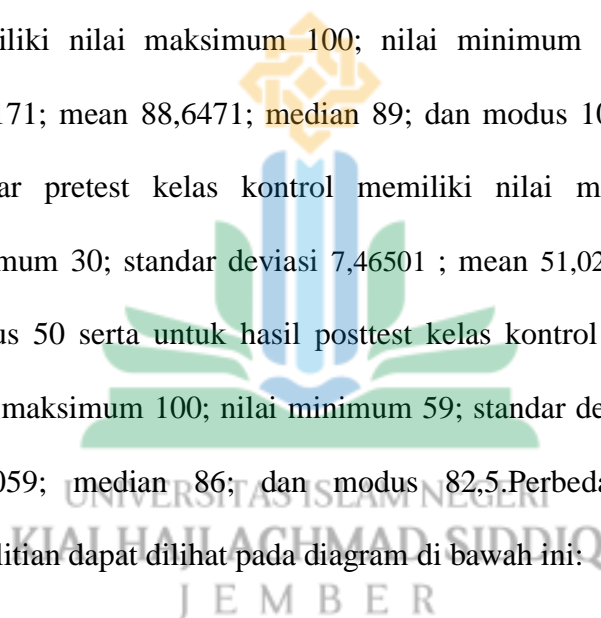 iliki nilai maksimum 100; nilai minimum
171; mean 88,6471; median 89; dan modus 10
ar pretest kelas kontrol memiliki nilai m
mum 30; standar deviasi 7,46501 ; mean 51,02
us 50 serta untuk hasil posttest kelas kontrol
maksimum 100; nilai minimum 59; standar de
059; median 86; dan modus 82,5.Perbeda
UNIVERSITAS ISLAM NEGERI
KIAI HAJI ACHMAD SIDDIQ
litian dapat dilihat pada diagram di bawah ini:
JEMBER